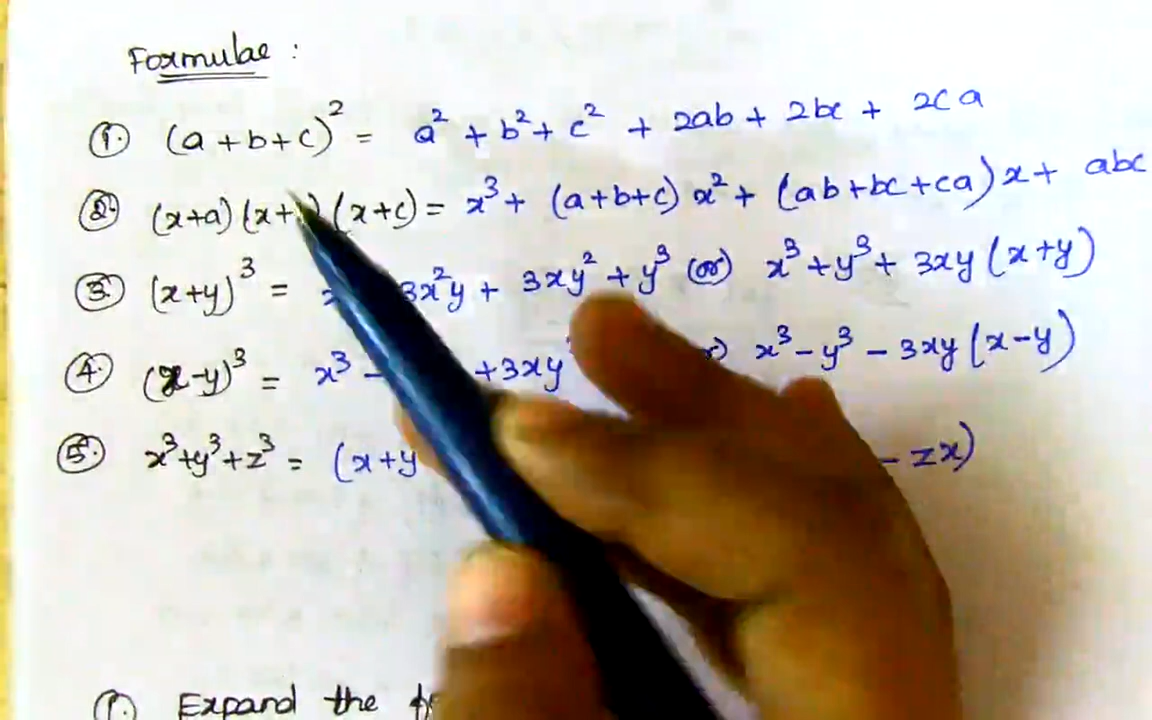 Formulae :
①. (a+b+c)² = a² + b² + c² + 2ab + 2bc + 2ca
②. (x+a)(x+ )(x+c) = x³ + (a+b+c) x² + (ab+bc+ca)x + abc
③. (x+y)³ = 3x²y + 3xy² + y³ (or) x³ + y³ + 3xy (x+y)
④. (x-y)³ = x³ - +3xy x³ - y³ - 3xy (x-y)
⑤. x³+y³+z³ = (x+y - zx)
①. Expand the